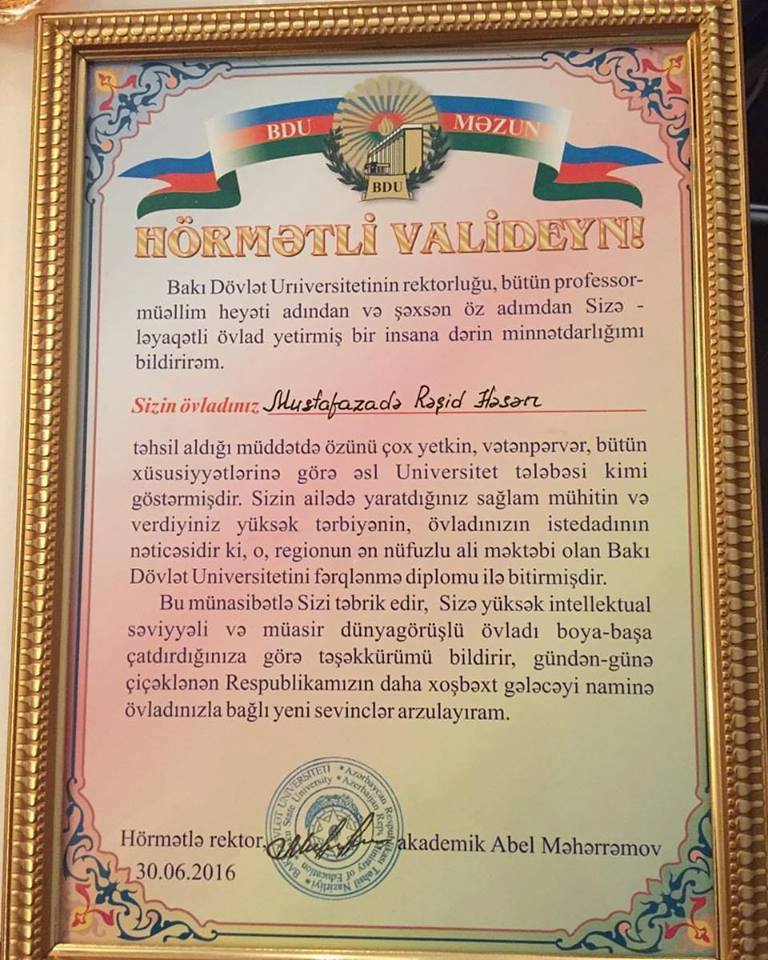 BDU MƏZUN
BDU
HÖRMƏTLİ VALİDEYN!
Bakı Dövlət Universitetinin rektorluğu, bütün professor-
müəllim heyəti adından və şəxsən öz adımdan Sizə -
ləyaqətli övlad yetirmiş bir insana dərin minnətdarlığımı
bildirirəm.
Sizin övladınız Mustafazadə Rəşid Həsən
təhsil aldığı müddətdə özünü çox yetkin, vətənpərvər, bütün
xüsusiyyətlərinə görə əsl Universitet tələbəsi kimi
göstərmişdir. Sizin ailədə yaratdığınız sağlam mühitin və
verdiyiniz yüksək tərbiyənin, övladınızın istedadının
nəticəsidir ki, o, regionun ən nüfuzlu ali məktəbi olan Bakı
Dövlət Universitetini fərqlənmə diplomu ilə bitirmişdir.
Bu münasibətlə Sizi təbrik edir, Sizə yüksək intellektual
səviyyəli və müasir dünyagörüşlü övladı boya-başa
çatdırdığınıza görə təşəkkürümü bildirir, gündən-günə
çiçəklənən Respublikamızın daha xoşbəxt gələcəyi naminə
övladınızla bağlı yeni sevinclər arzulayıram.
Hörmətlə rektor, akademik Abel Məhərrəmov
30.06.2016